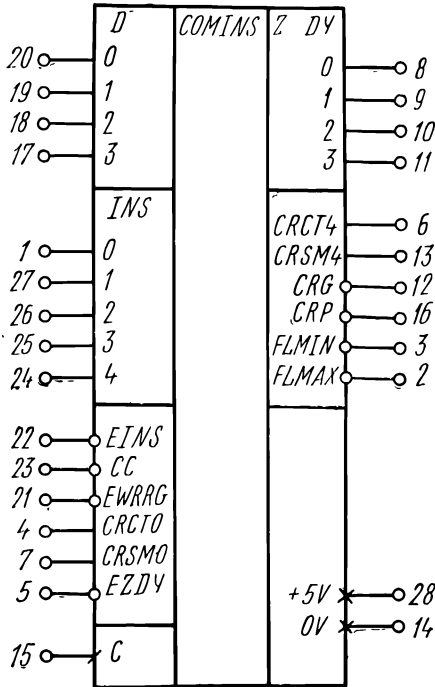 D COMINS Z DY
20 0 0 8
19 1 1 9
18 2 2 10
17 3 3 11
INS CRCT4 6
1 0 CRSM4 13
27 1 CRG 12
26 2 CRP 16
25 3 FLMIN 3
24 4 FLMAX 2
22 EINS
23 CC
21 EWRRG
4 CRCT0
7 CRSM0
5 EZDY +5V 28
0V 14
15 C